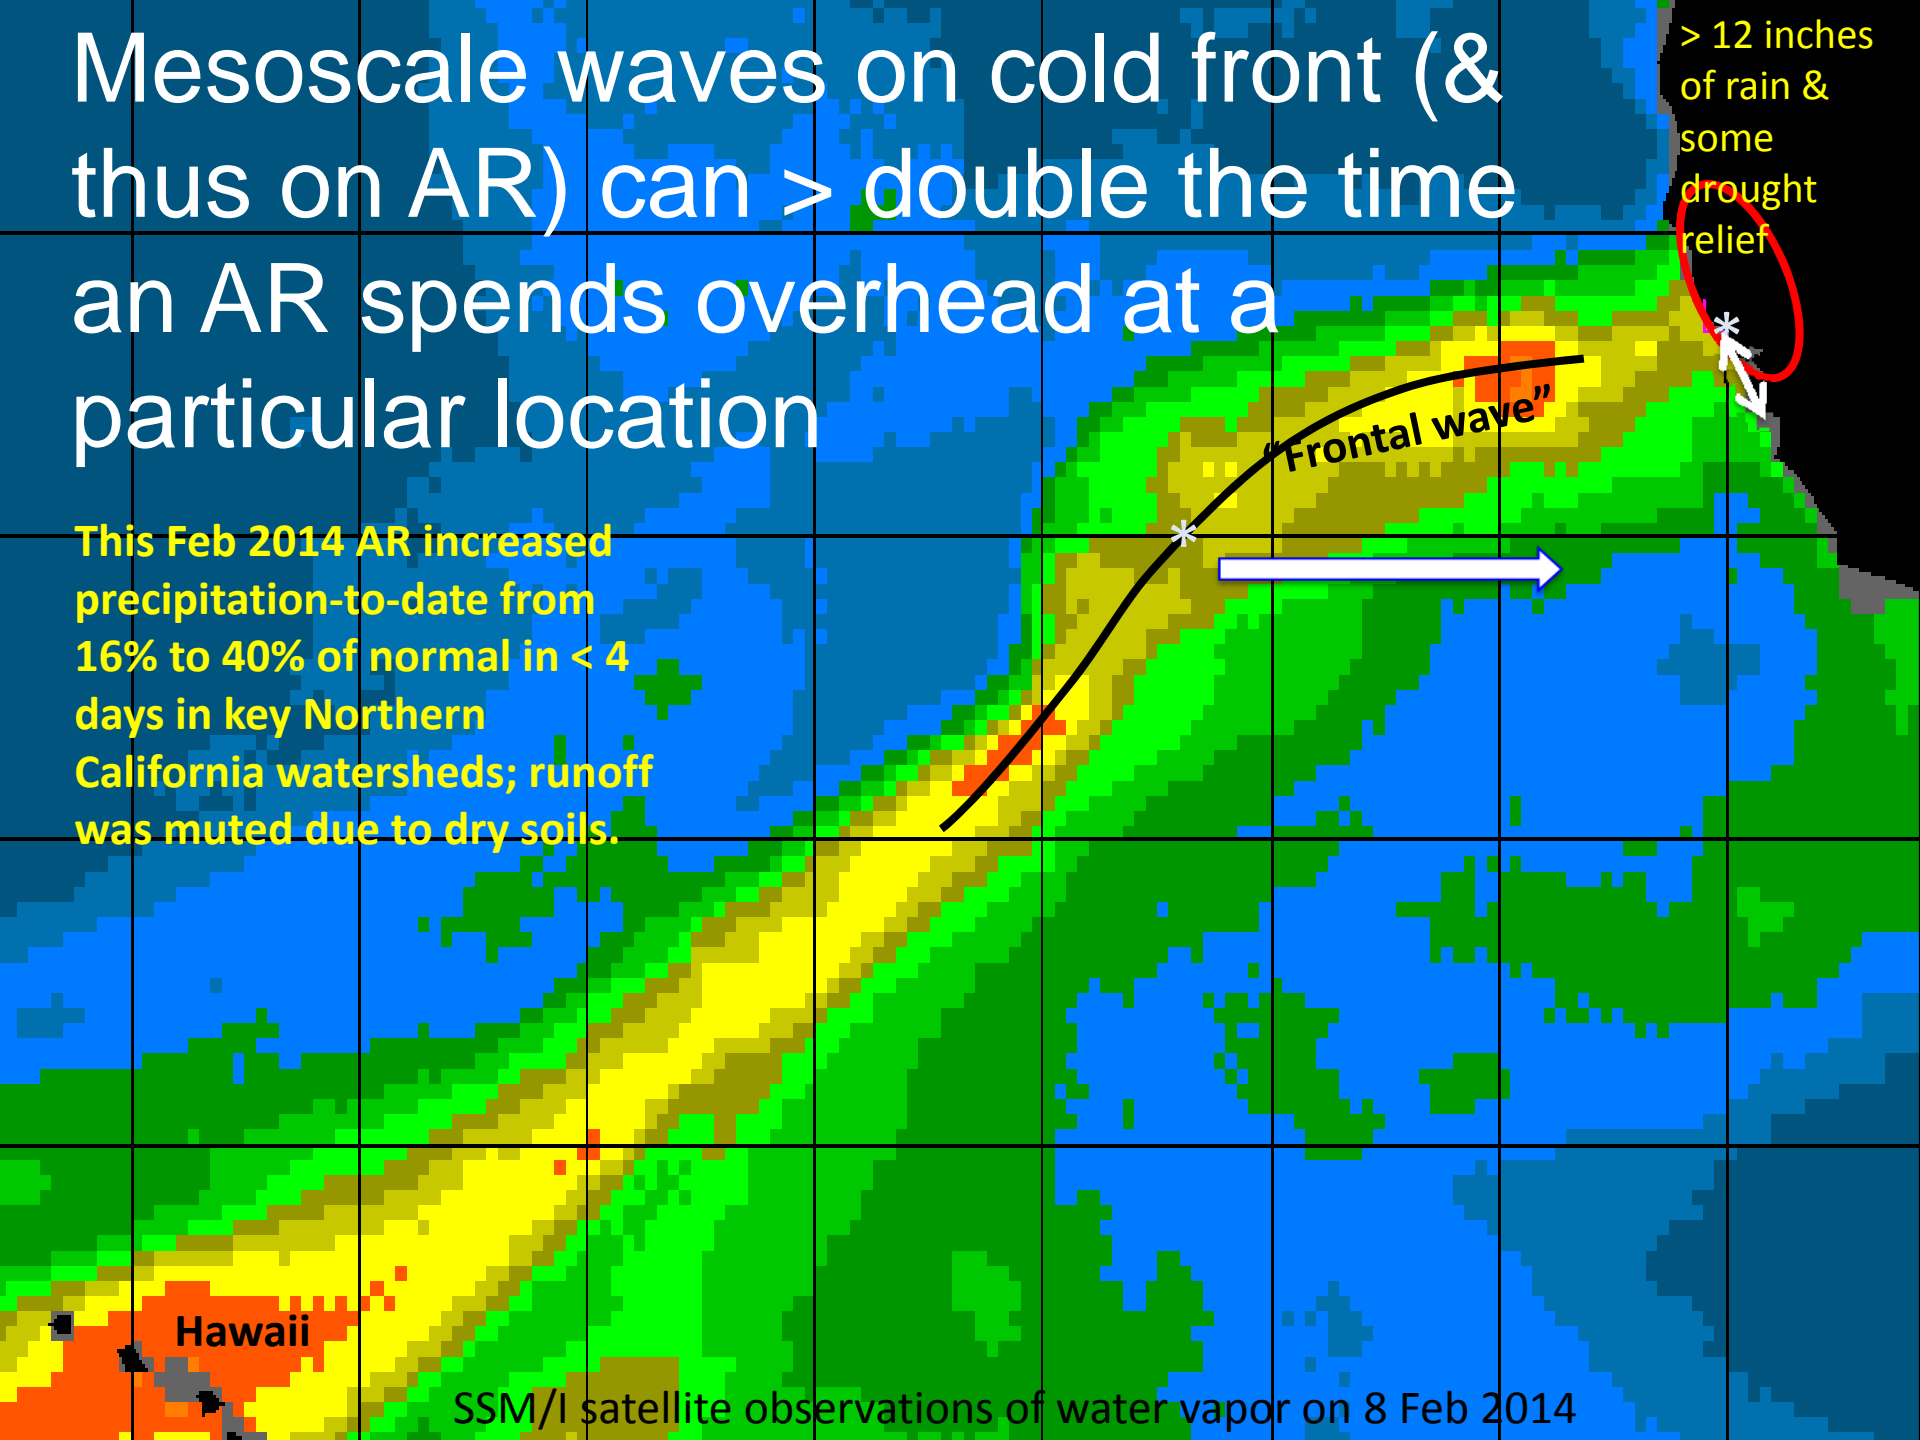 Mesoscale waves on cold front (&
thus on AR) can > double the time
an AR spends overhead at a
particular location
> 12 inches
of rain &
some
drought
relief
*
“Frontal wave”
*
This Feb 2014 AR increased
precipitation-to-date from
16% to 40% of normal in < 4
days in key Northern
California watersheds; runoff
was muted due to dry soils.
Hawaii
SSM/I satellite observations of water vapor on 8 Feb 2014